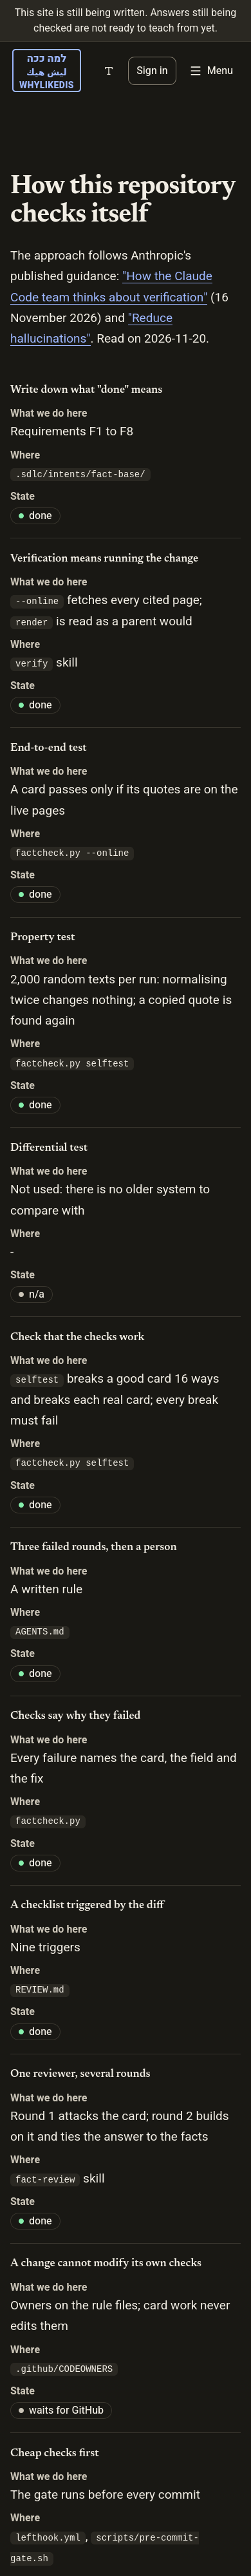 This site is still being written. Answers still being
checked are not ready to teach from yet.
למה ככה
ليش هيك
WHYLIKEDIS
T
Sign in
Menu
How this repository
checks itself
The approach follows Anthropic's
published guidance: "How the Claude
Code team thinks about verification" (16
November 2026) and "Reduce
hallucinations". Read on 2026-11-20.
Write down what "done" means
What we do here
Requirements F1 to F8
Where
.sdlc/intents/fact-base/
State
done
Verification means running the change
What we do here
--online fetches every cited page;
render is read as a parent would
Where
verify skill
State
done
End-to-end test
What we do here
A card passes only if its quotes are on the
live pages
Where
factcheck.py --online
State
done
Property test
What we do here
2,000 random texts per run: normalising
twice changes nothing; a copied quote is
found again
Where
factcheck.py selftest
State
done
Differential test
What we do here
Not used: there is no older system to
compare with
Where
-
State
n/a
Check that the checks work
What we do here
selftest breaks a good card 16 ways
and breaks each real card; every break
must fail
Where
factcheck.py selftest
State
done
Three failed rounds, then a person
What we do here
A written rule
Where
AGENTS.md
State
done
Checks say why they failed
What we do here
Every failure names the card, the field and
the fix
Where
factcheck.py
State
done
A checklist triggered by the diff
What we do here
Nine triggers
Where
REVIEW.md
State
done
One reviewer, several rounds
What we do here
Round 1 attacks the card; round 2 builds
on it and ties the answer to the facts
Where
fact-review skill
State
done
A change cannot modify its own checks
What we do here
Owners on the rule files; card work never
edits them
Where
.github/CODEOWNERS
State
waits for GitHub
Cheap checks first
What we do here
The gate runs before every commit
Where
lefthook.yml, scripts/pre-commit-
gate.sh